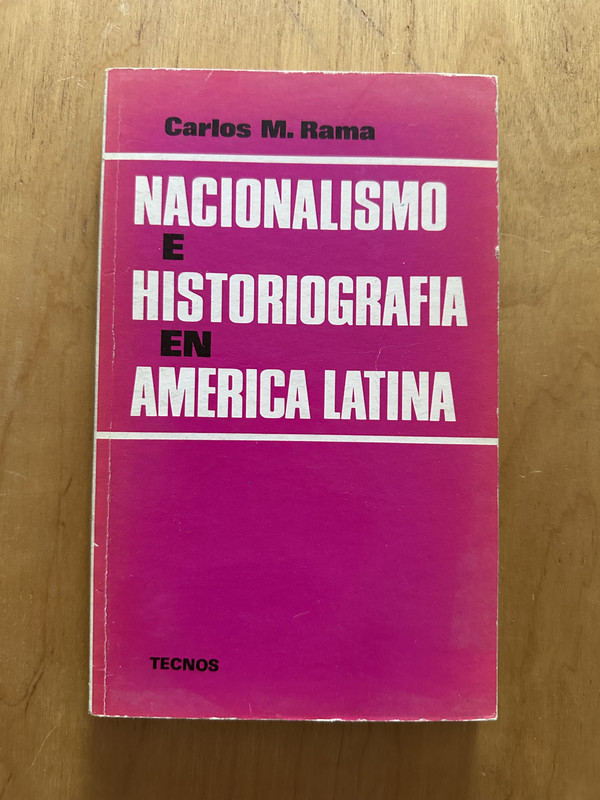 Carlos M. Rama
NACIONALISMO
E
HISTORIOGRAFIA
EN
AMERICA LATINA
TECNOS